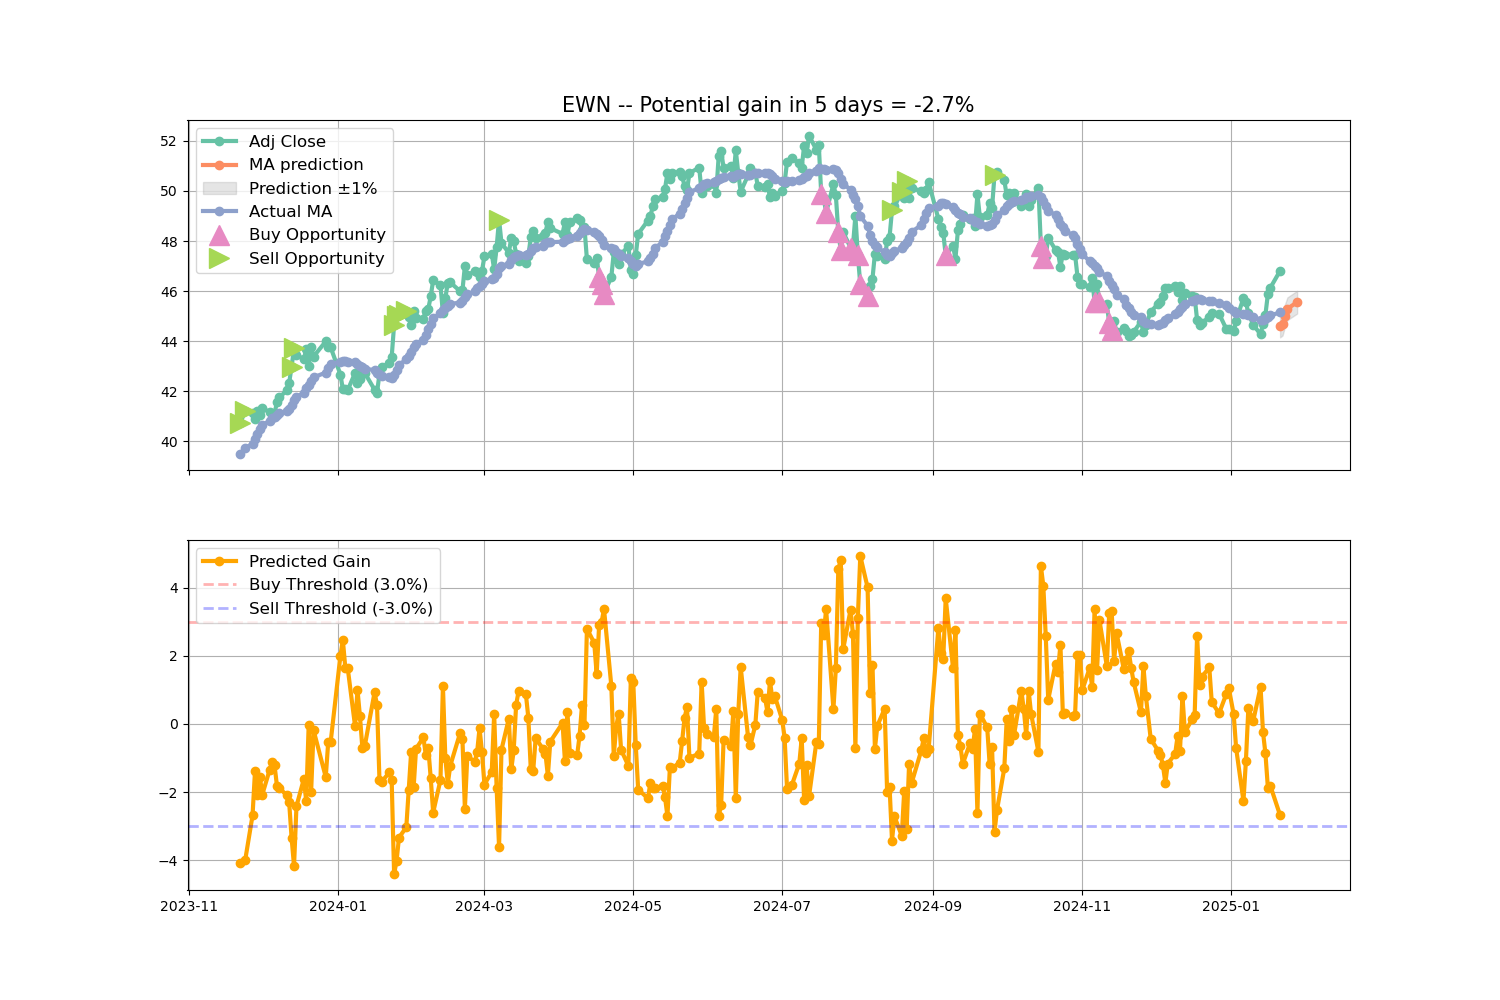 EWN -- Potential gain in 5 days = -2.7%
52
50
48
46
44
42
40
Adj Close
MA prediction
Prediction ±1%
Actual MA
Buy Opportunity
Sell Opportunity
4
2
0
−2
−4
Predicted Gain
Buy Threshold (3.0%)
Sell Threshold (-3.0%)
2023-11 2024-01 2024-03 2024-05 2024-07 2024-09 2024-11 2025-01